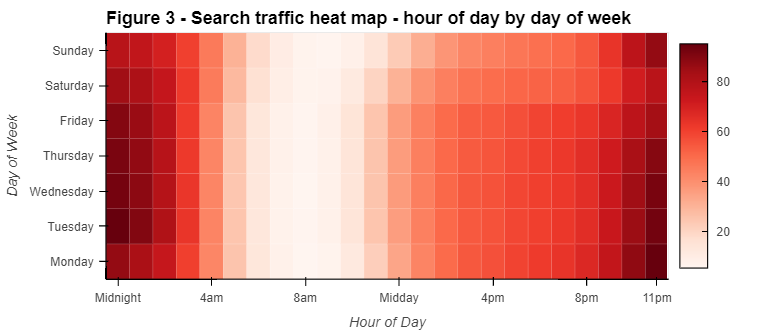 Figure 3 - Search traffic heat map - hour of day by day of week
Sunday
Saturday
Friday
Thursday
Wednesday
Tuesday
Monday
Day of Week
Midnight 4am 8am Midday 4pm 8pm 11pm
Hour of Day
80
60
40
20